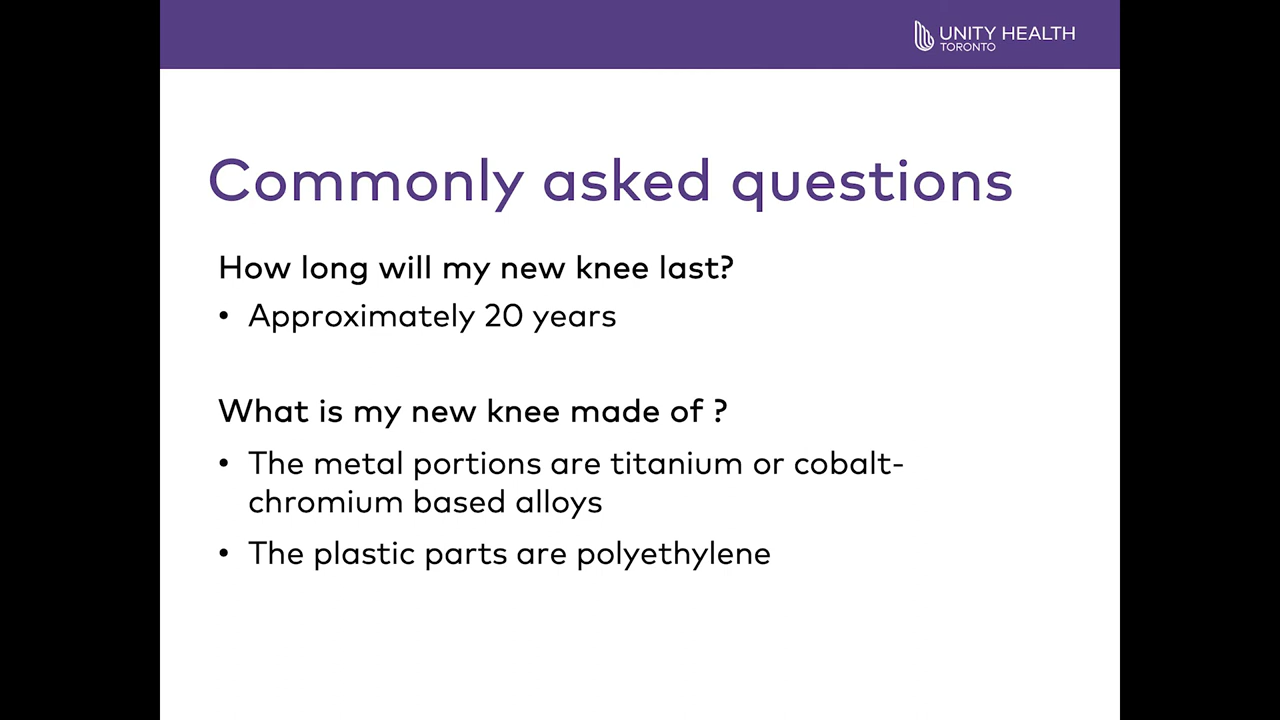 UNITY HEALTH
TORONTO
Commonly asked questions
How long will my new knee last?
• Approximately 20 years
What is my new knee made of ?
• The metal portions are titanium or cobalt-
chromium based alloys
• The plastic parts are polyethylene